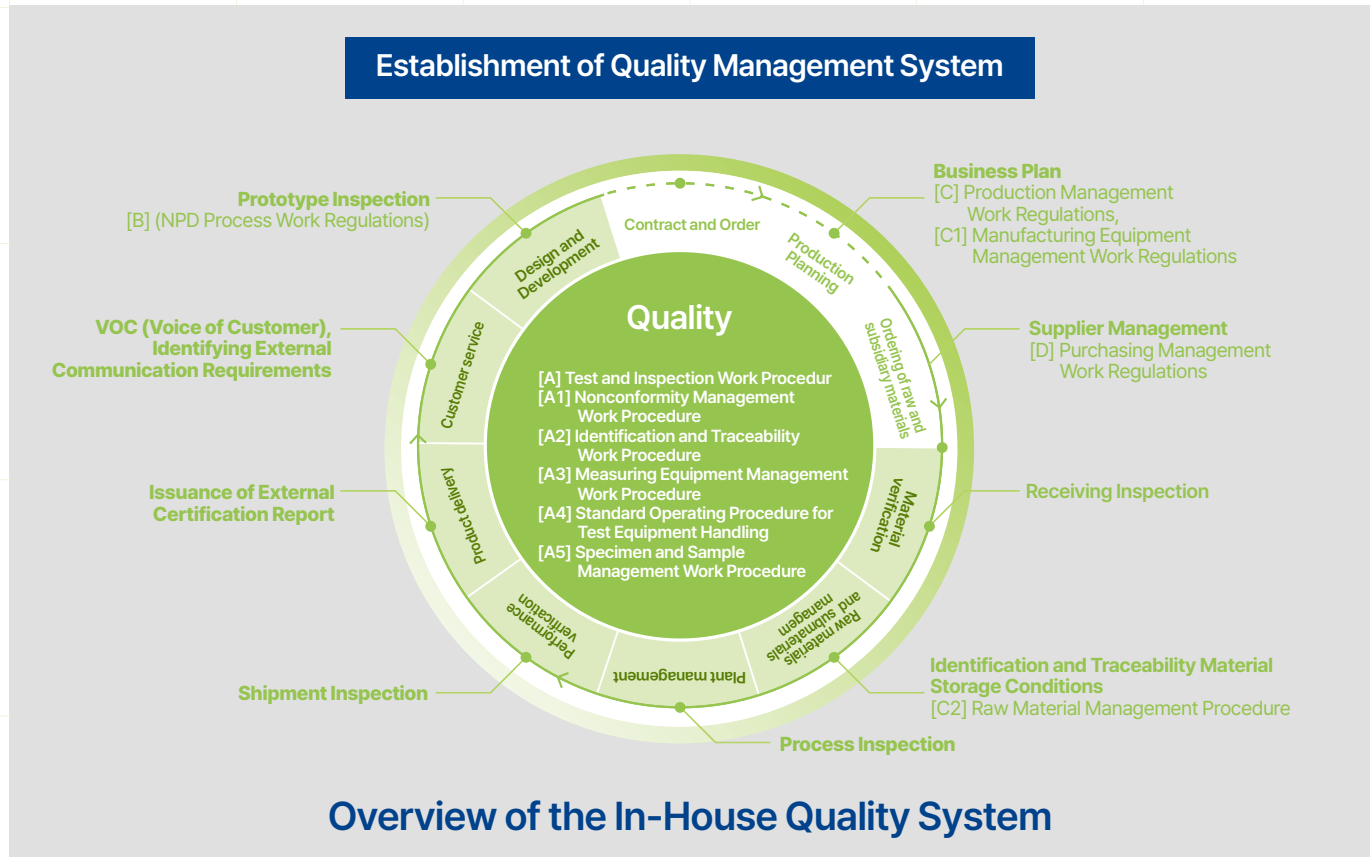 Establishment of Quality Management System
Prototype Inspection
[B] (NPD Process Work Regulations)
VOC (Voice of Customer),
Identifying External
Communication Requirements
Issuance of External
Certification Report
Shipment Inspection
Contract and Order
Production
Planning
Ordering of raw and
subsidiary materials
Material
verification
Raw materials
and submaterials
managem
Plant management
Performance
verification
Product delivery
Customer service
Design and
Development
Quality
[A] Test and Inspection Work Procedur
[A1] Nonconformity Management
Work Procedure
[A2] Identification and Traceability
Work Procedure
[A3] Measuring Equipment Management
Work Procedure
[A4] Standard Operating Procedure for
Test Equipment Handling
[A5] Specimen and Sample
Management Work Procedure
Business Plan
[C] Production Management
Work Regulations,
[C1] Manufacturing Equipment
Management Work Regulations
Supplier Management
[D] Purchasing Management
Work Regulations
Receiving Inspection
Identification and Traceability Material
Storage Conditions
[C2] Raw Material Management Procedure
Process Inspection
Overview of the In-House Quality System